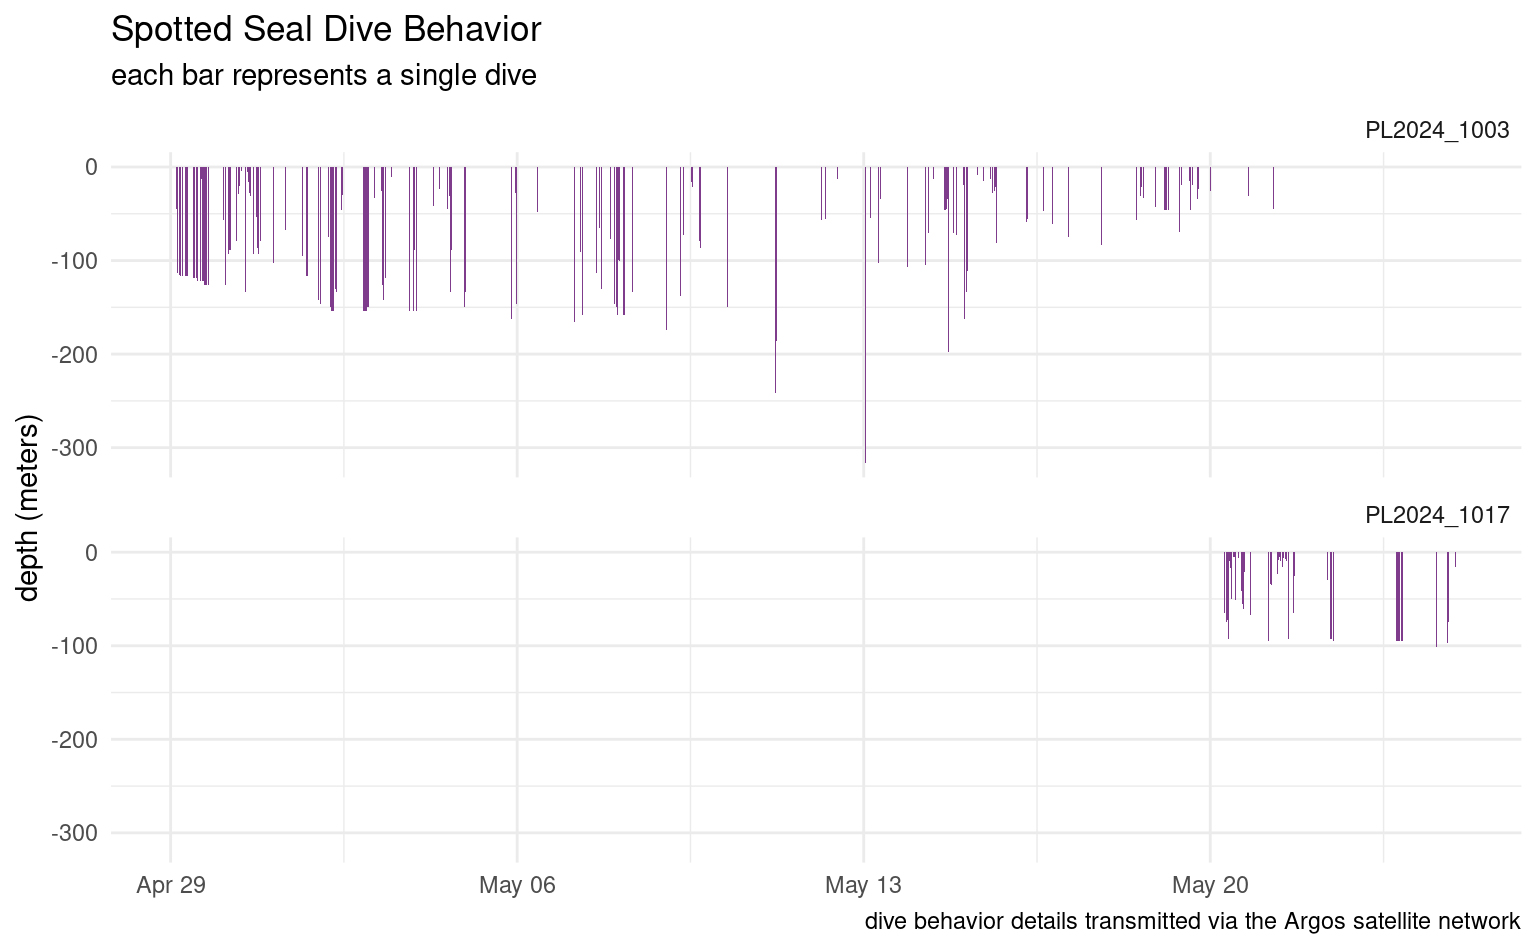 Spotted Seal Dive Behavior
each bar represents a single dive
PL2024_1003
0
-100
-200
-300
depth (meters)
PL2024_1017
0
-100
-200
-300
Apr 29 May 06 May 13 May 20
dive behavior details transmitted via the Argos satellite network